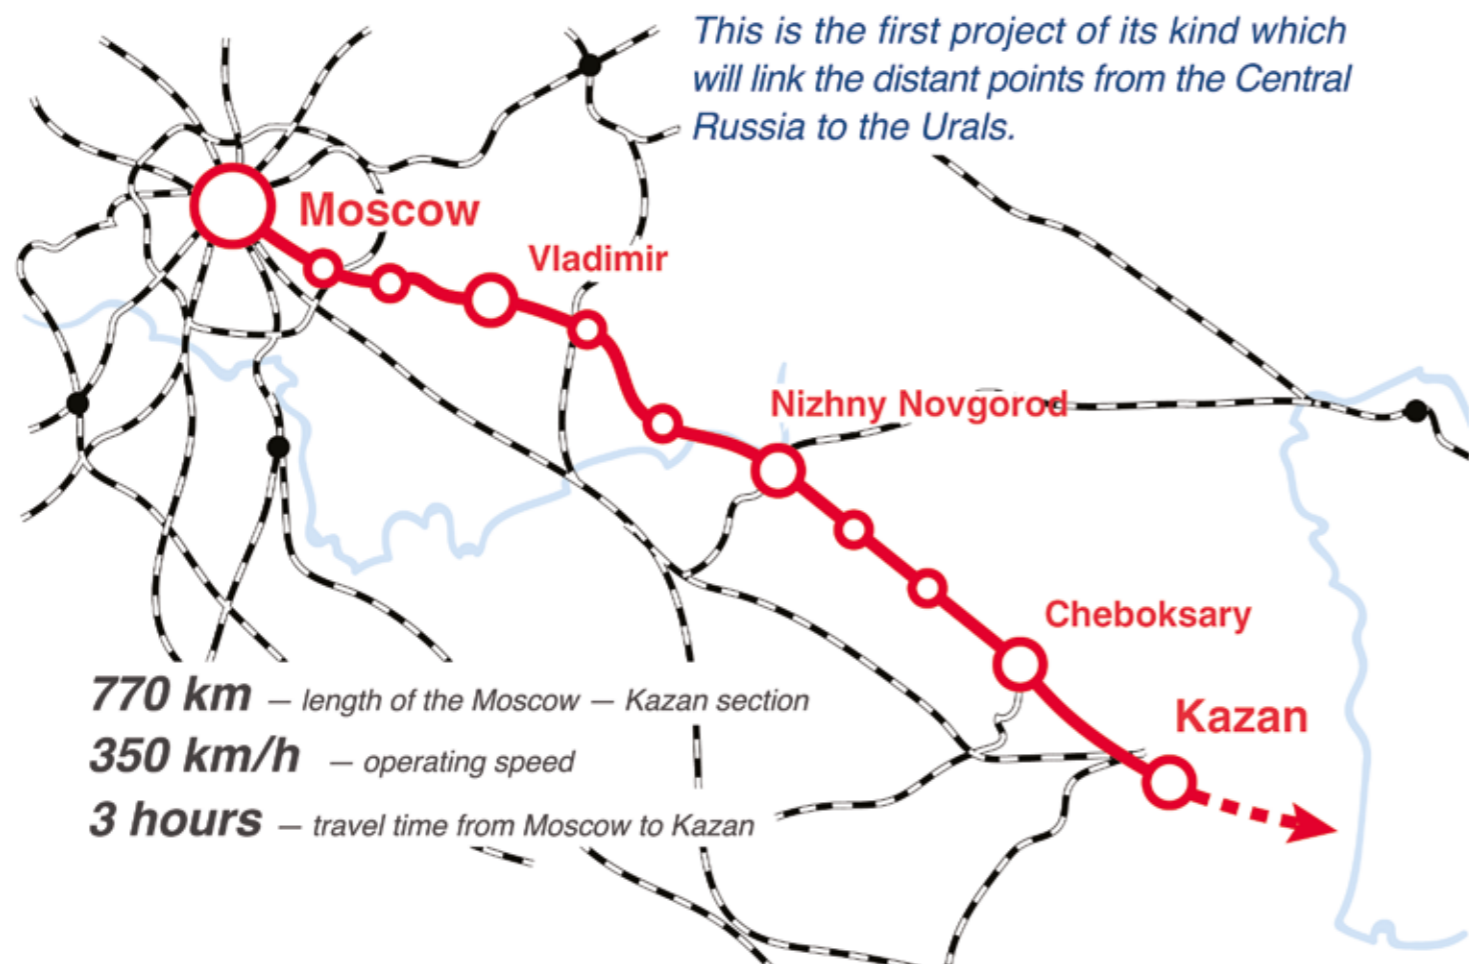 This is the first project of its kind which
will link the distant points from the Central
Russia to the Urals.
Moscow
Vladimir
Nizhny Novgorod
Cheboksary
Kazan
770 km — length of the Moscow — Kazan section
350 km/h — operating speed
3 hours — travel time from Moscow to Kazan